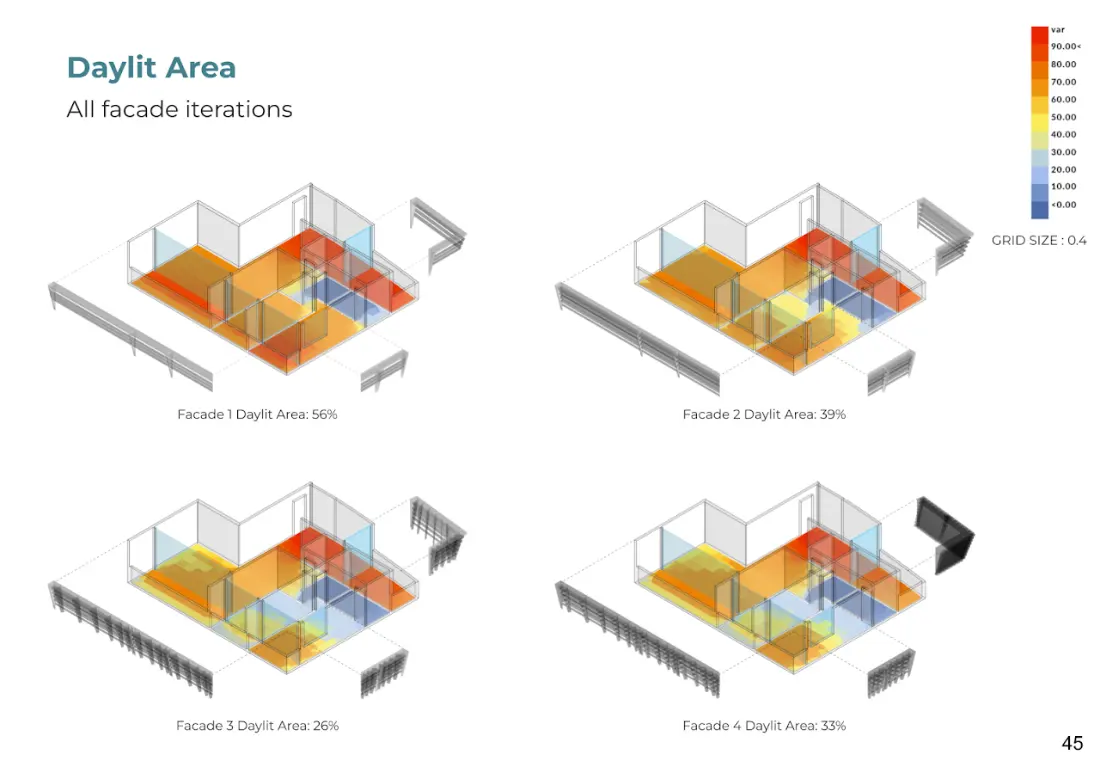 Daylit Area
All facade iterations
var
90.00<
80.00
70.00
60.00
50.00
40.00
30.00
20.00
10.00
<0.00
GRID SIZE : 0.4
Facade 1 Daylit Area: 56%
Facade 2 Daylit Area: 39%
Facade 3 Daylit Area: 26%
Facade 4 Daylit Area: 33%
45